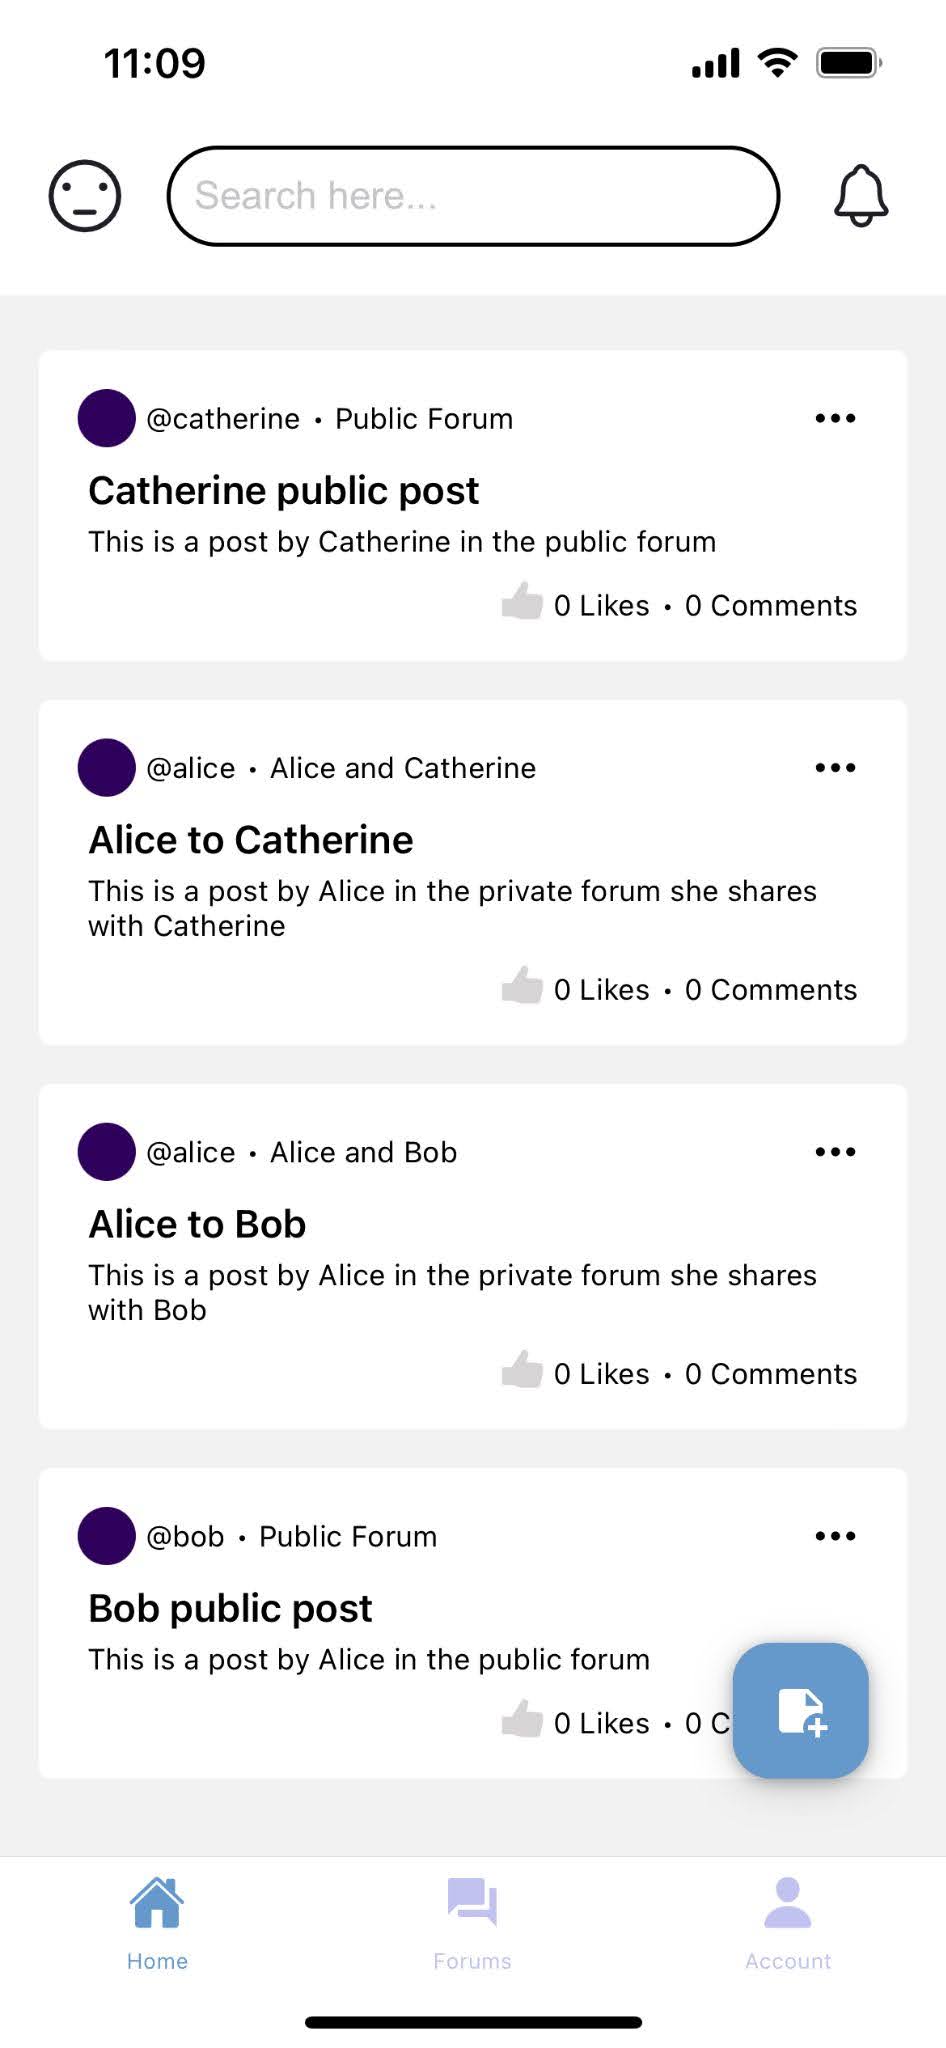 11:09
Search here...
@catherine • Public Forum
Catherine public post
This is a post by Catherine in the public forum
0 Likes • 0 Comments
@alice • Alice and Catherine
Alice to Catherine
This is a post by Alice in the private forum she shares
with Catherine
0 Likes • 0 Comments
@alice • Alice and Bob
Alice to Bob
This is a post by Alice in the private forum she shares
with Bob
0 Likes • 0 Comments
@bob • Public Forum
Bob public post
This is a post by Alice in the public forum
0 Likes • 0 C
Home
Forums
Account